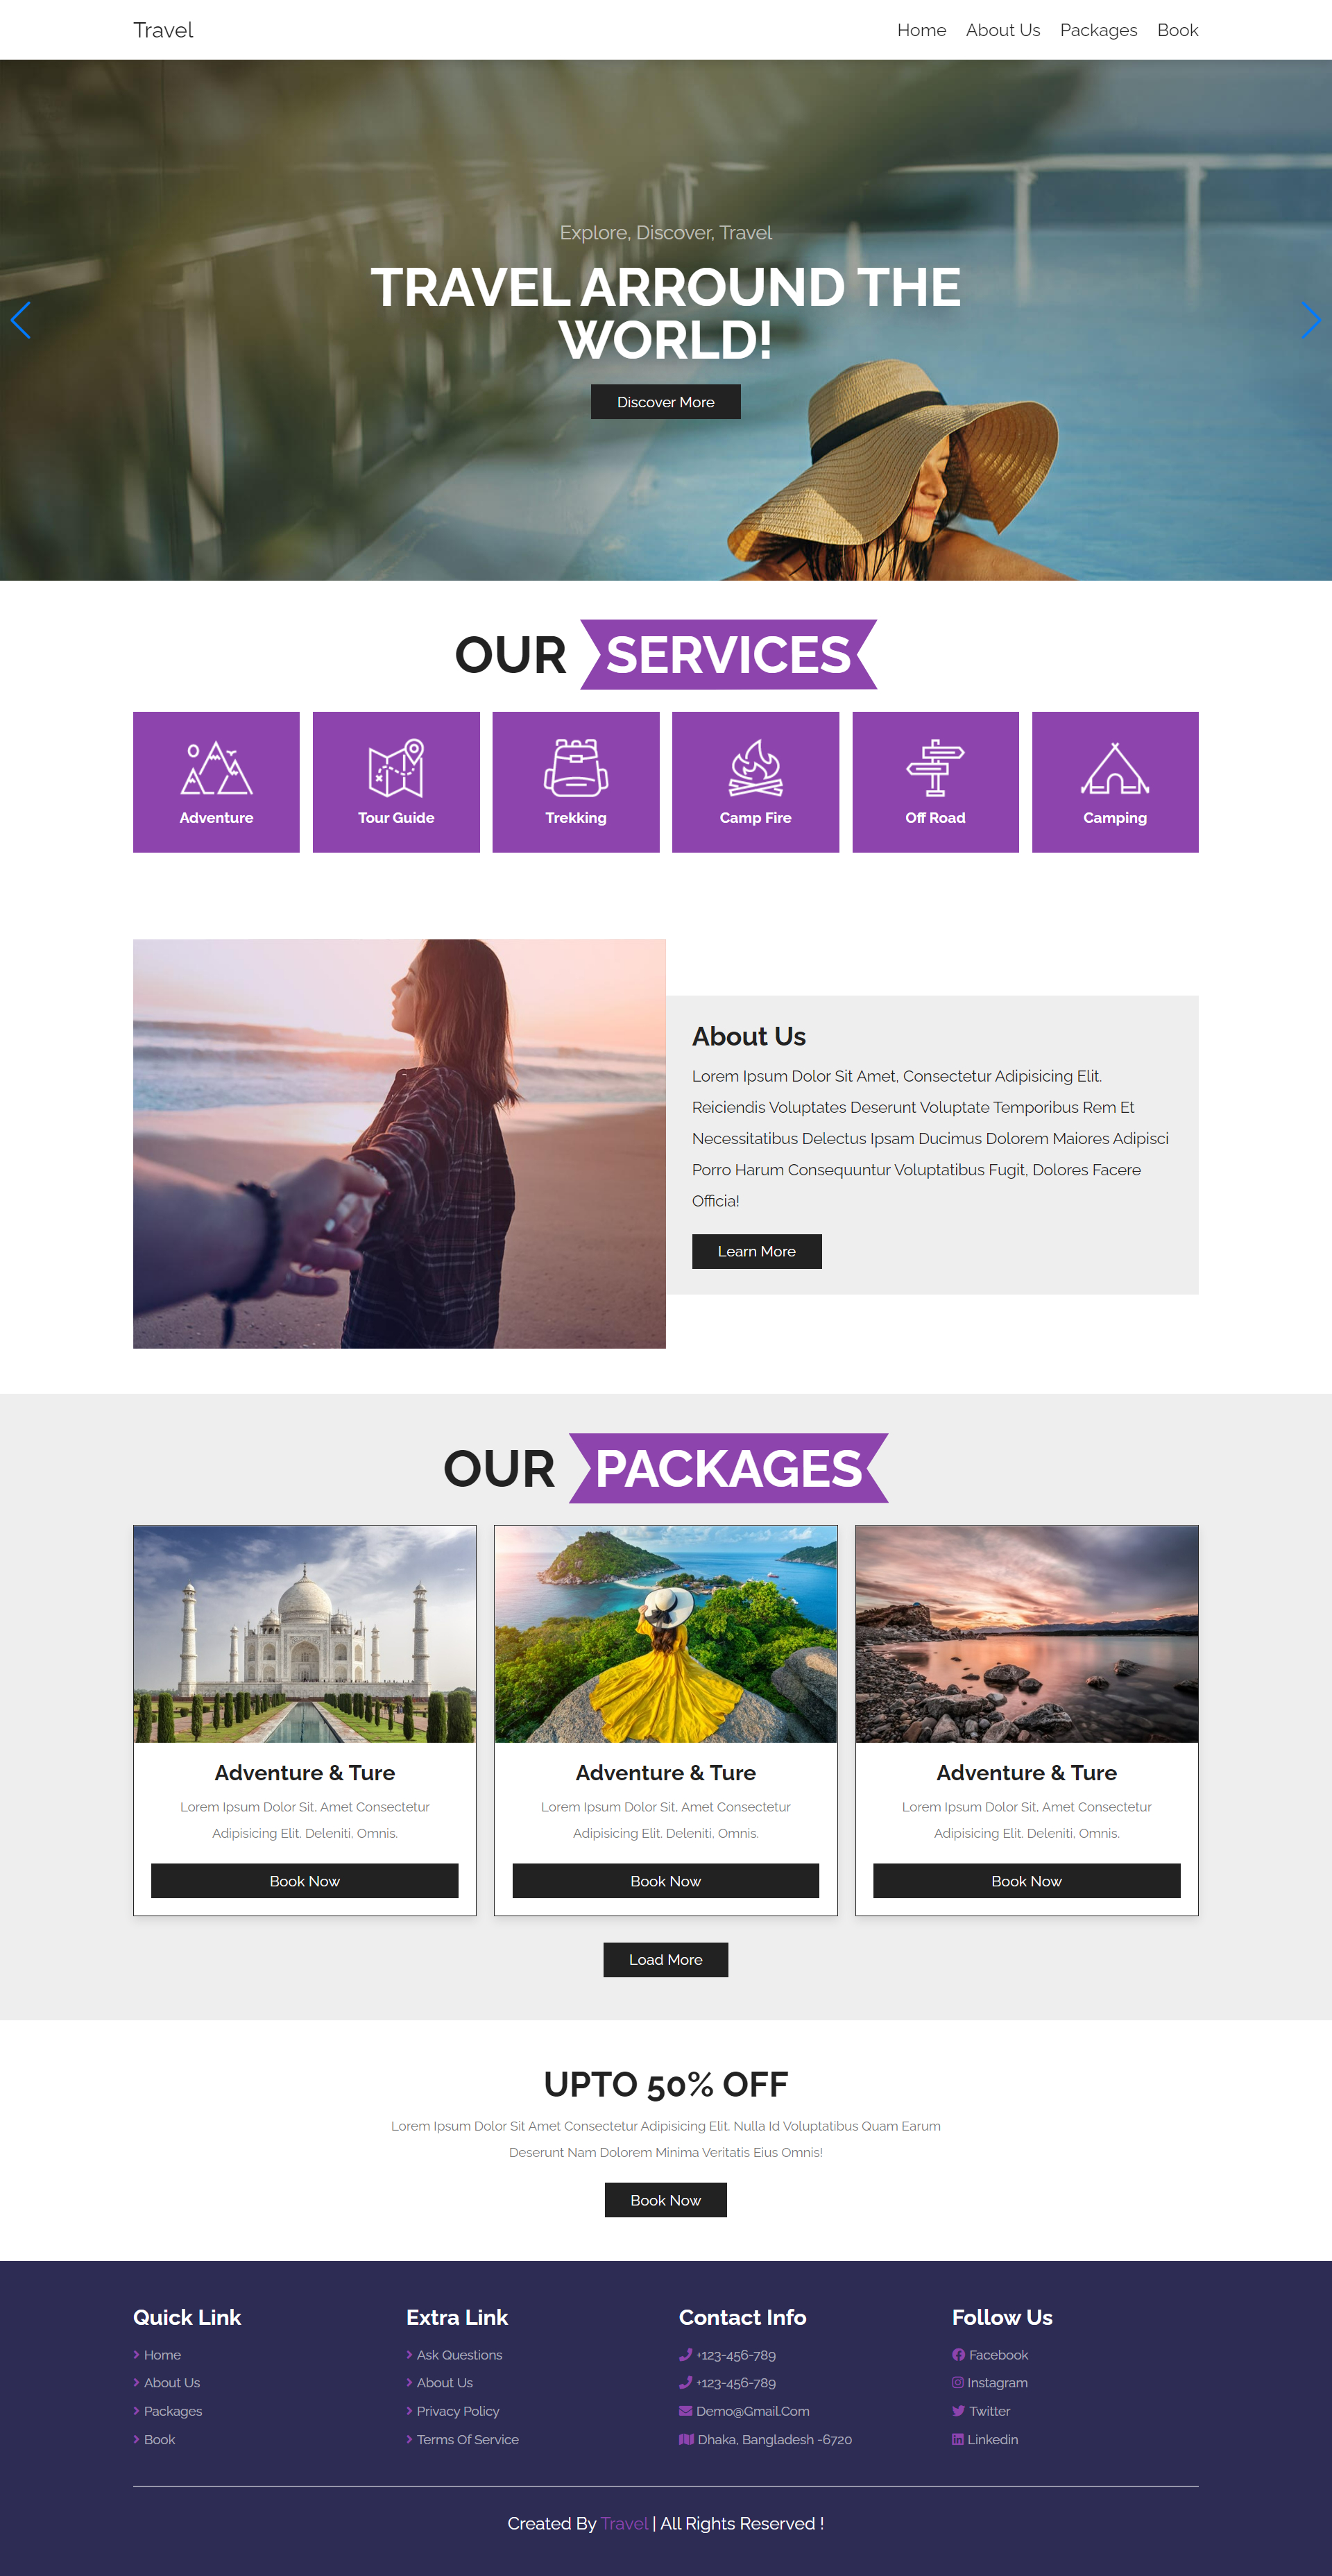 Travel
Home About Us Packages Book
Explore, Discover, Travel
TRAVEL ARROUND THE
WORLD!
Discover More
OUR SERVICES
Adventure
Tour Guide
Trekking
Camp Fire
Off Road
Camping
About Us
Lorem Ipsum Dolor Sit Amet, Consectetur Adipisicing Elit.
Reiciendis Voluptates Deserunt Voluptate Temporibus Rem Et
Necessitatibus Delectus Ipsam Ducimus Dolorem Maiores Adipisci
Porro Harum Consequuntur Voluptatibus Fugit, Dolores Facere
Officia!
Learn More
OUR PACKAGES
Adventure & Ture
Lorem Ipsum Dolor Sit, Amet Consectetur
Adipisicing Elit. Deleniti, Omnis.
Book Now
Adventure & Ture
Lorem Ipsum Dolor Sit, Amet Consectetur
Adipisicing Elit. Deleniti, Omnis.
Book Now
Adventure & Ture
Lorem Ipsum Dolor Sit, Amet Consectetur
Adipisicing Elit. Deleniti, Omnis.
Book Now
Load More
UPTO 50% OFF
Lorem Ipsum Dolor Sit Amet Consectetur Adipisicing Elit. Nulla Id Voluptatibus Quam Earum
Deserunt Nam Dolorem Minima Veritatis Eius Omnis!
Book Now
Quick Link
Home
About Us
Packages
Book
Extra Link
Ask Questions
About Us
Privacy Policy
Terms Of Service
Contact Info
+123-456-789
+123-456-789
Demo@Gmail.Com
Dhaka, Bangladesh -6720
Follow Us
Facebook
Instagram
Twitter
Linkedin
Created By Travel | All Rights Reserved !